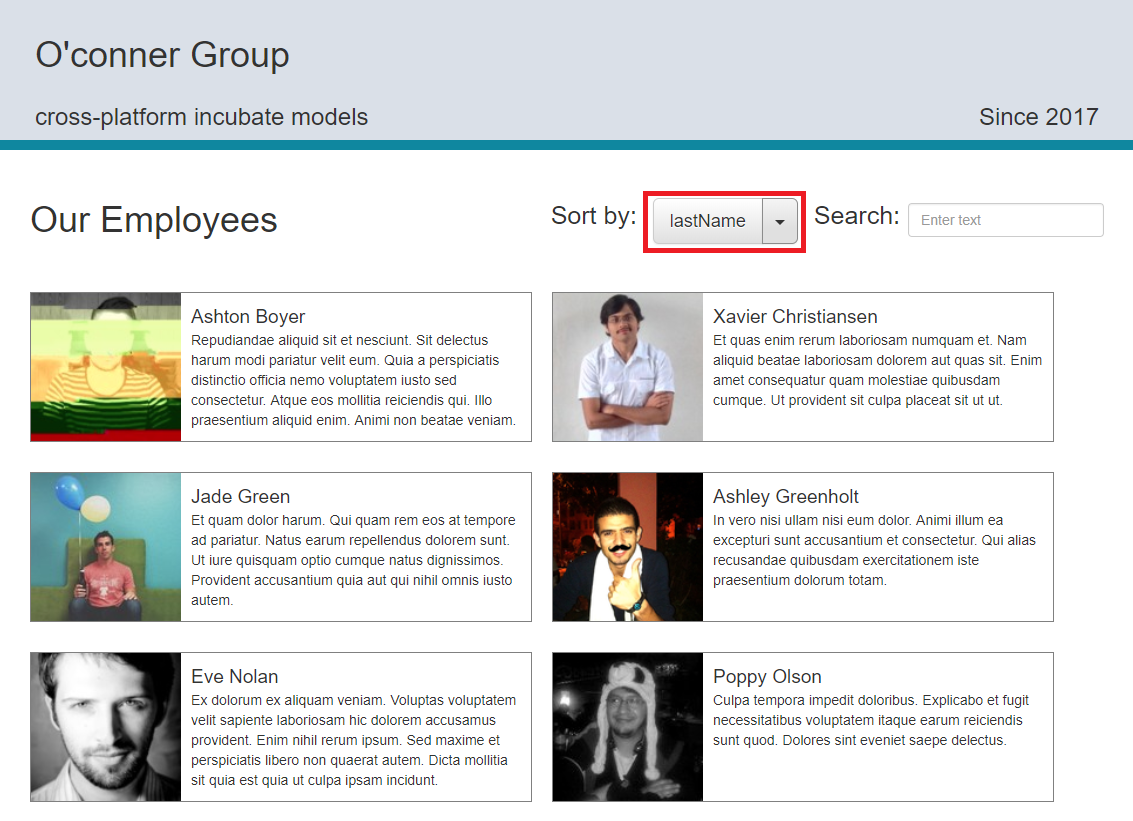 O'conner Group
cross-platform incubate models
Since 2017
Our Employees
Sort by:
lastName
Search:
Enter text
Ashton Boyer
Repudiandae aliquid sit et nesciunt. Sit delectus
harum modi pariatur velit eum. Quia a perspiciatis
distinctio officia nemo voluptatem iusto sed
consectetur. Atque eos mollitia reiciendis qui. Illo
praesentium aliquid enim. Animi non beatae veniam.
Xavier Christiansen
Et quas enim rerum laboriosam numquam et. Nam
aliquid beatae laboriosam dolorem aut quas sit. Enim
amet consequatur quam molestiae quibusdam
cumque. Ut provident sit culpa placeat sit ut ut.
Jade Green
Et quam dolor harum. Qui quam rem eos at tempore
ad pariatur. Natus earum repellendus dolorem sunt.
Ut iure quisquam optio cumque natus dignissimos.
Provident accusantium quia aut qui nihil omnis iusto
autem.
Ashley Greenholt
In vero nisi ullam nisi eum dolor. Animi illum ea
excepturi sunt accusantium et consectetur. Qui alias
recusandae quibusdam exercitationem iste
praesentium dolorum totam.
Eve Nolan
Ex dolorum ex aliquam veniam. Voluptas voluptatem
velit sapiente laboriosam hic dolorem accusamus
provident. Enim nihil rerum ipsum. Sed maxime et
perspiciatis libero non quaerat autem. Dicta mollitia
sit quia est quia ut culpa ipsam incidunt.
Poppy Olson
Culpa tempora impedit doloribus. Explicabo et fugit
necessitatibus voluptatem itaque earum reiciendis
sunt quod. Dolores sint eveniet saepe delectus.